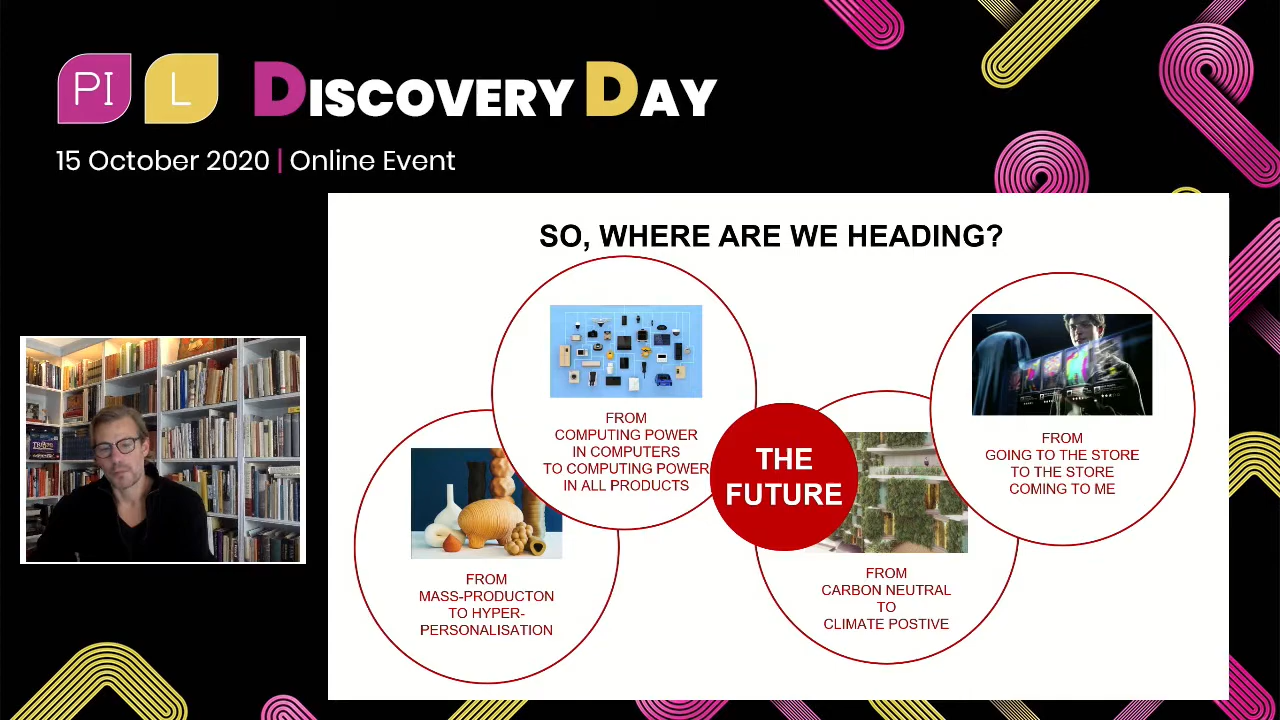 PI L DISCOVERY DAY
15 October 2020 | Online Event
SO, WHERE ARE WE HEADING?
FROM
COMPUTING POWER
IN COMPUTERS
TO COMPUTING POWER
IN ALL PRODUCTS
FROM
MASS-PRODUCTON
TO HYPER-
PERSONALISATION
THE
FUTURE
FROM
CARBON NEUTRAL
TO
CLIMATE POSTIVE
FROM
GOING TO THE STORE
TO THE STORE
COMING TO ME